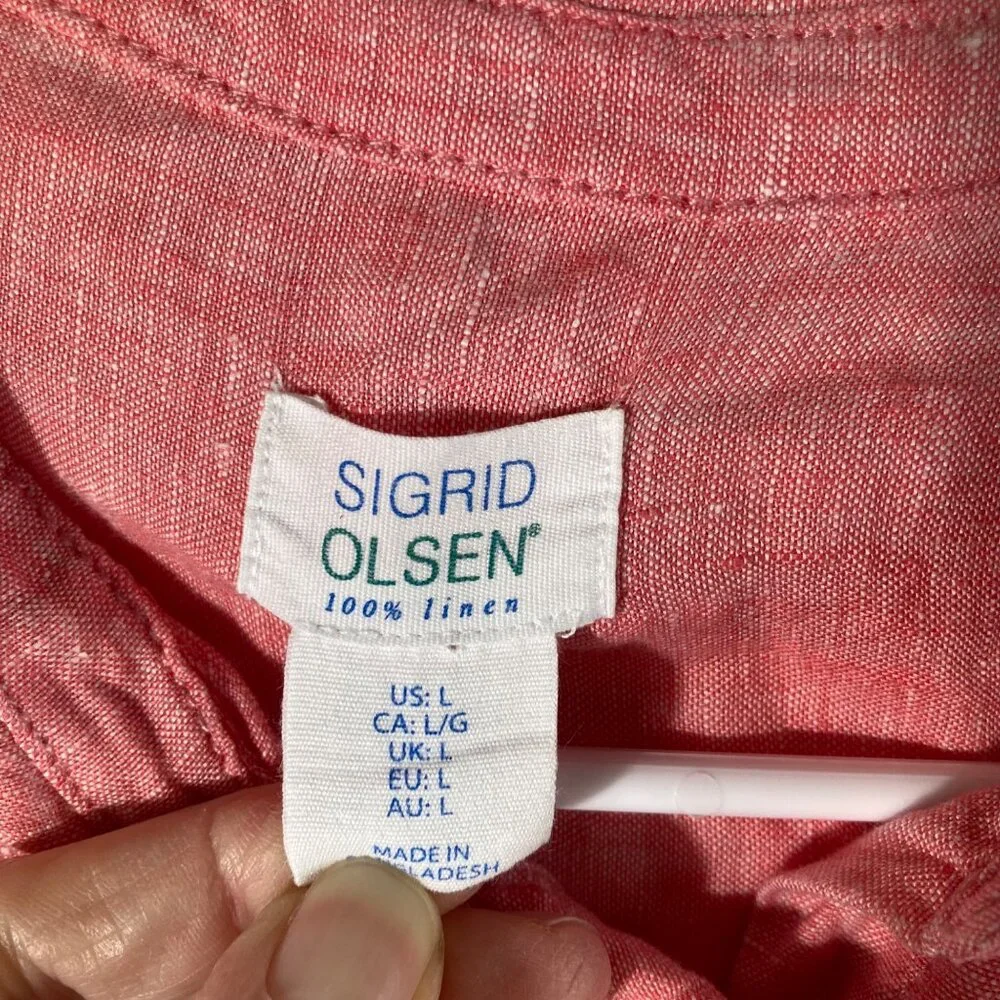 SIGRID
OLSEN®
100% linen
US: L
CA: L/G
UK: L
EU: L
AU: L
MADE IN